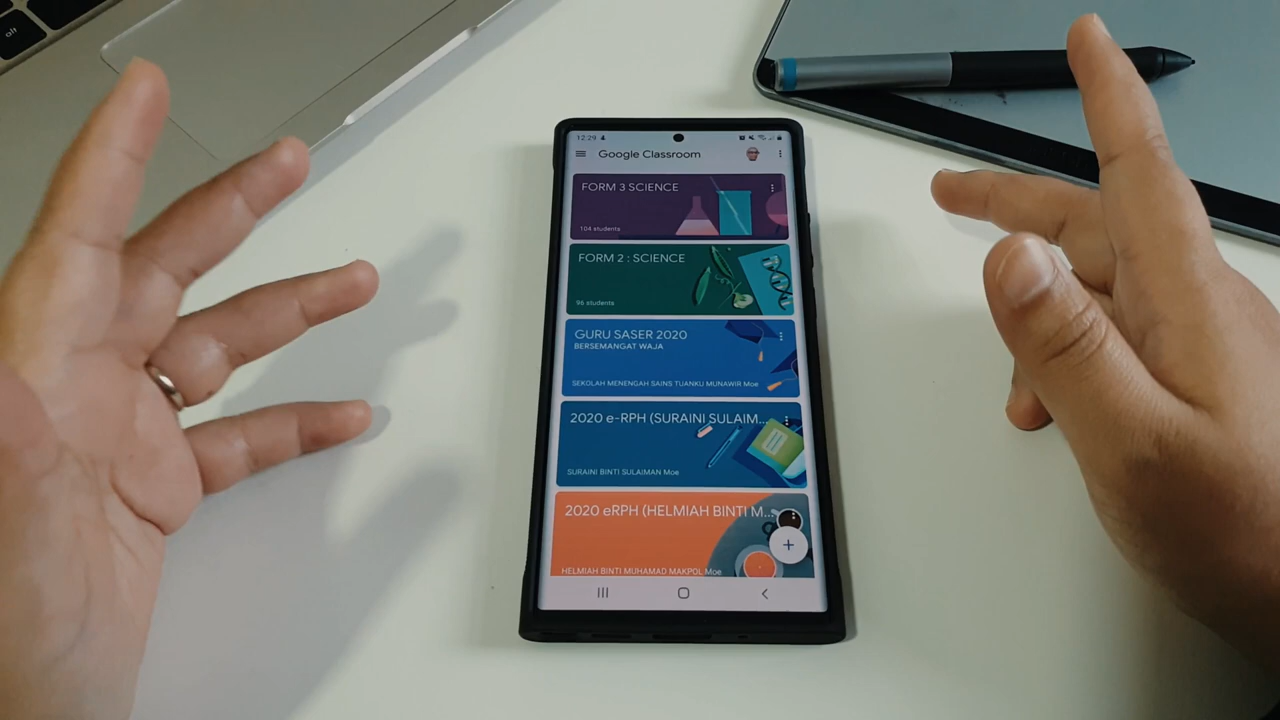 alt
12:29
Google Classroom
FORM 3 SCIENCE
104 students
FORM 2 : SCIENCE
96 students
GURU SASER 2020
BERSEMANGAT WAJA
SEKOLAH MENENGAH SAINS TUANKU MUNAWIR Moe
2020 e-RPH (SURAINI SULAIM...
SURAINI BINTI SULAIMAN Moe
2020 eRPH (HELMIAH BINTI M...
HELMIAH BINTI MUHAMAD MAKPOL Moe